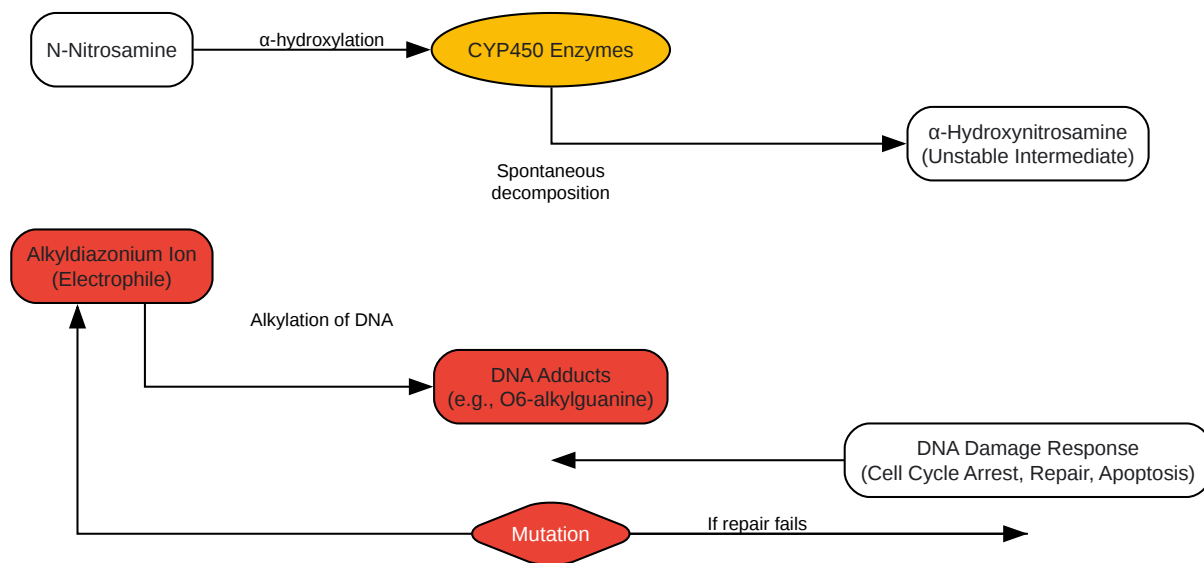 N-Nitrosamine
α-hydroxylation
CYP450 Enzymes
α-Hydroxynitrosamine
(Unstable Intermediate)
Spontaneous
decomposition
Alkyldiazonium Ion
(Electrophile)
Alkylation of DNA
DNA Adducts
(e.g., O6-alkylguanine)
DNA Damage Response
(Cell Cycle Arrest, Repair, Apoptosis)
Mutation
If repair fails